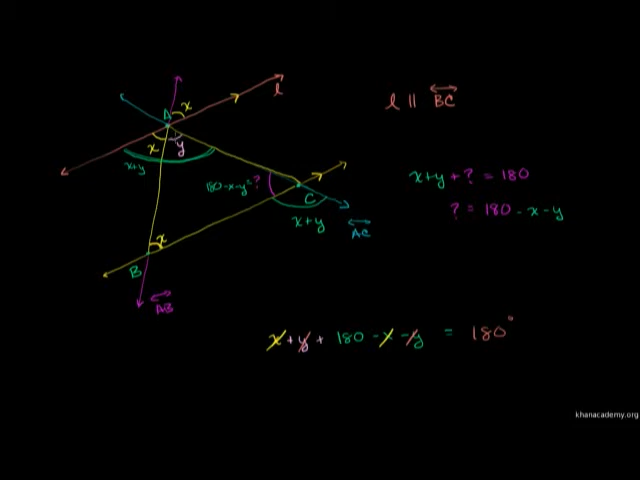 x
l
A
x
y
x+y
l || BC
180-x-y
?
C
x+y
AC
x+y + ? = 180
? = 180 - x - y
x
B
AB
x + y + 180 - x - y = 180°
khanacademy.org